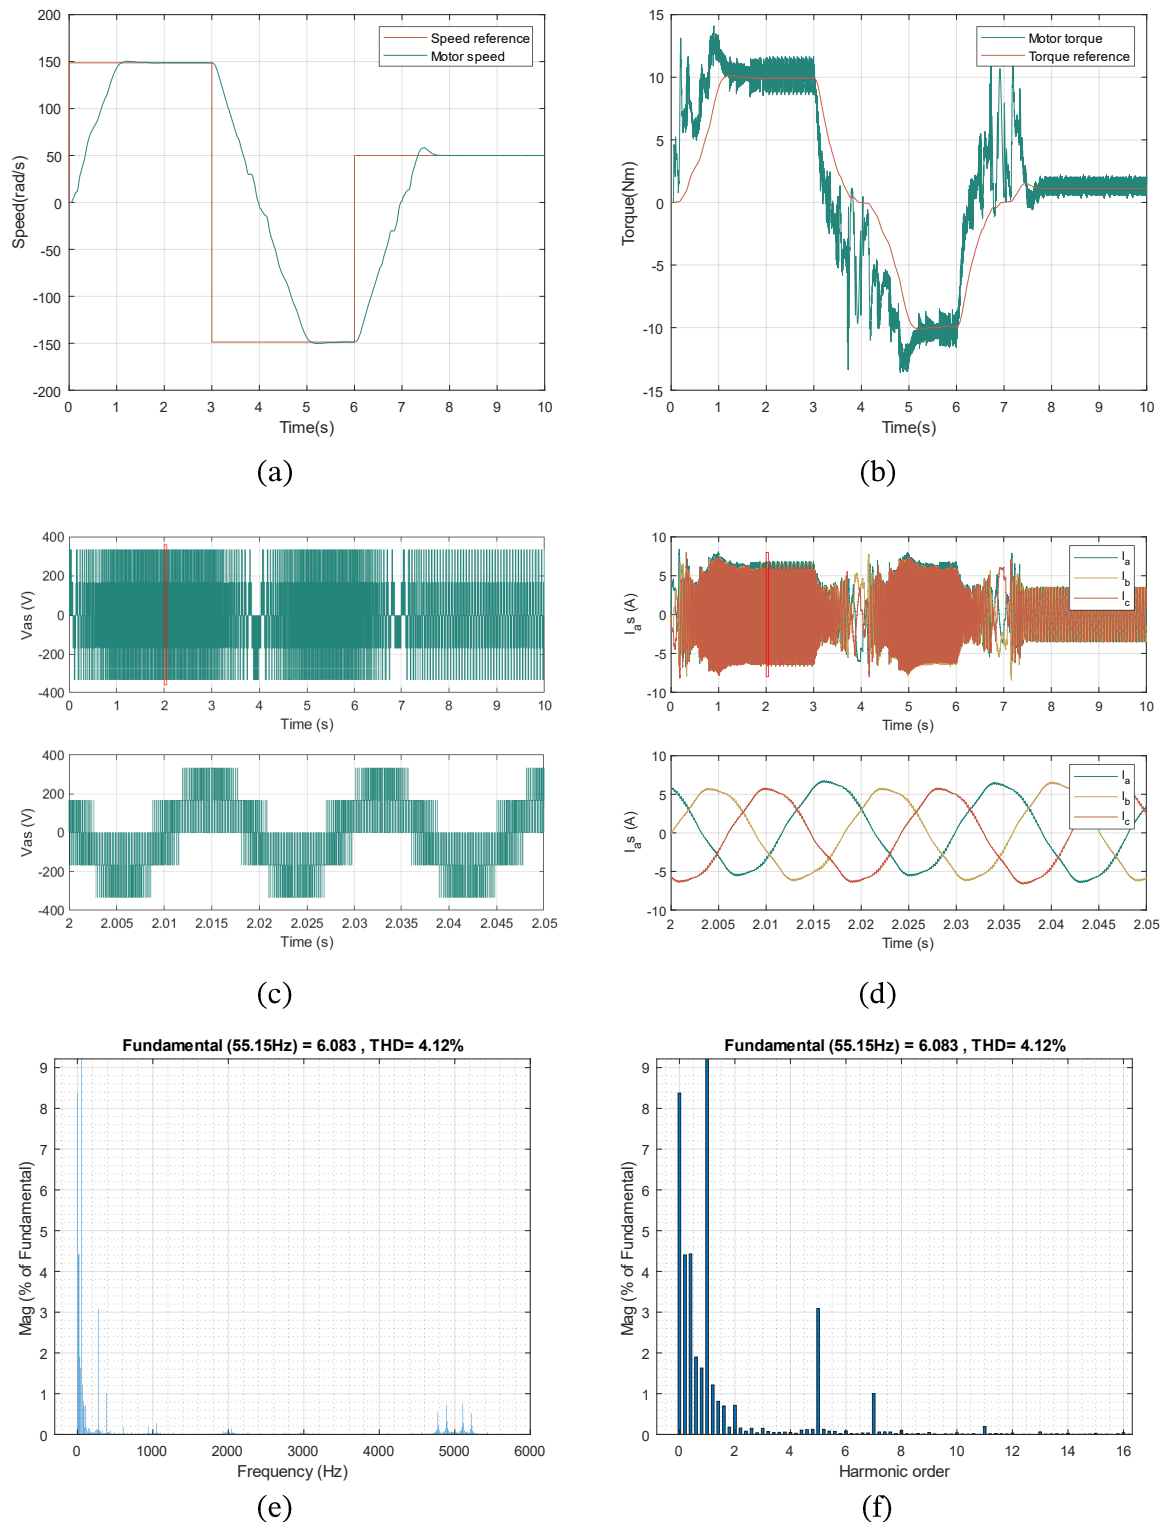 200
150
100
50
0
-50
-100
-150
-200
Speed(rad/s)
Speed reference
Motor speed
0 1 2 3 4 5 6 7 8 9 10
Time(s)
(a)
15
10
5
0
-5
-10
-15
Torque(Nm)
Motor torque
Torque reference
0 1 2 3 4 5 6 7 8 9 10
Time(s)
(b)
400
200
0
-200
-400
Vas (V)
0 1 2 3 4 5 6 7 8 9 10
Time (s)
400
200
0
-200
-400
Vas (V)
2 2.005 2.01 2.015 2.02 2.025 2.03 2.035 2.04 2.045 2.05
Time (s)
(c)
10
5
0
-5
-10
I_as (A)
I_a
I_b
I_c
0 1 2 3 4 5 6 7 8 9 10
Time (s)
10
5
0
-5
-10
I_as (A)
I_a
I_b
I_c
2 2.005 2.01 2.015 2.02 2.025 2.03 2.035 2.04 2.045 2.05
Time (s)
(d)
Fundamental (55.15Hz) = 6.083 , THD= 4.12%
9
8
7
6
5
4
3
2
1
0
Mag (% of Fundamental)
0 1000 2000 3000 4000 5000 6000
Frequency (Hz)
(e)
Fundamental (55.15Hz) = 6.083 , THD= 4.12%
9
8
7
6
5
4
3
2
1
0
Mag (% of Fundamental)
0 2 4 6 8 10 12 14 16
Harmonic order
(f)